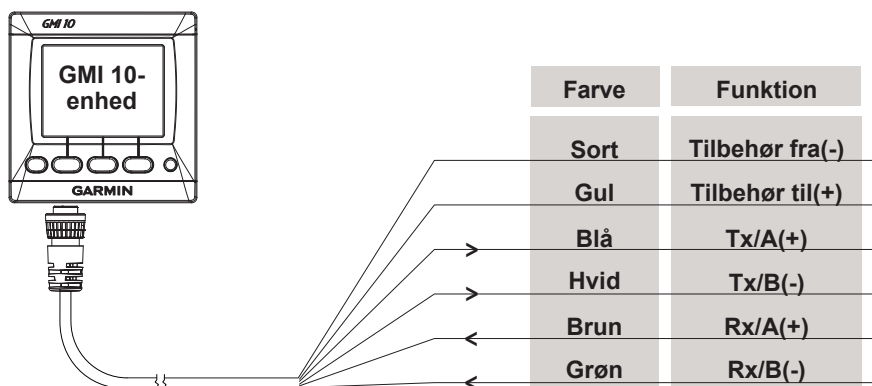 GMI 10
GMI 10-
enhed
GARMIN
Farve Funktion
Sort Tilbehør fra(-)
Gul Tilbehør til(+)
Blå Tx/A(+)
Hvid Tx/B(-)
Brun Rx/A(+)
Grøn Rx/B(-)